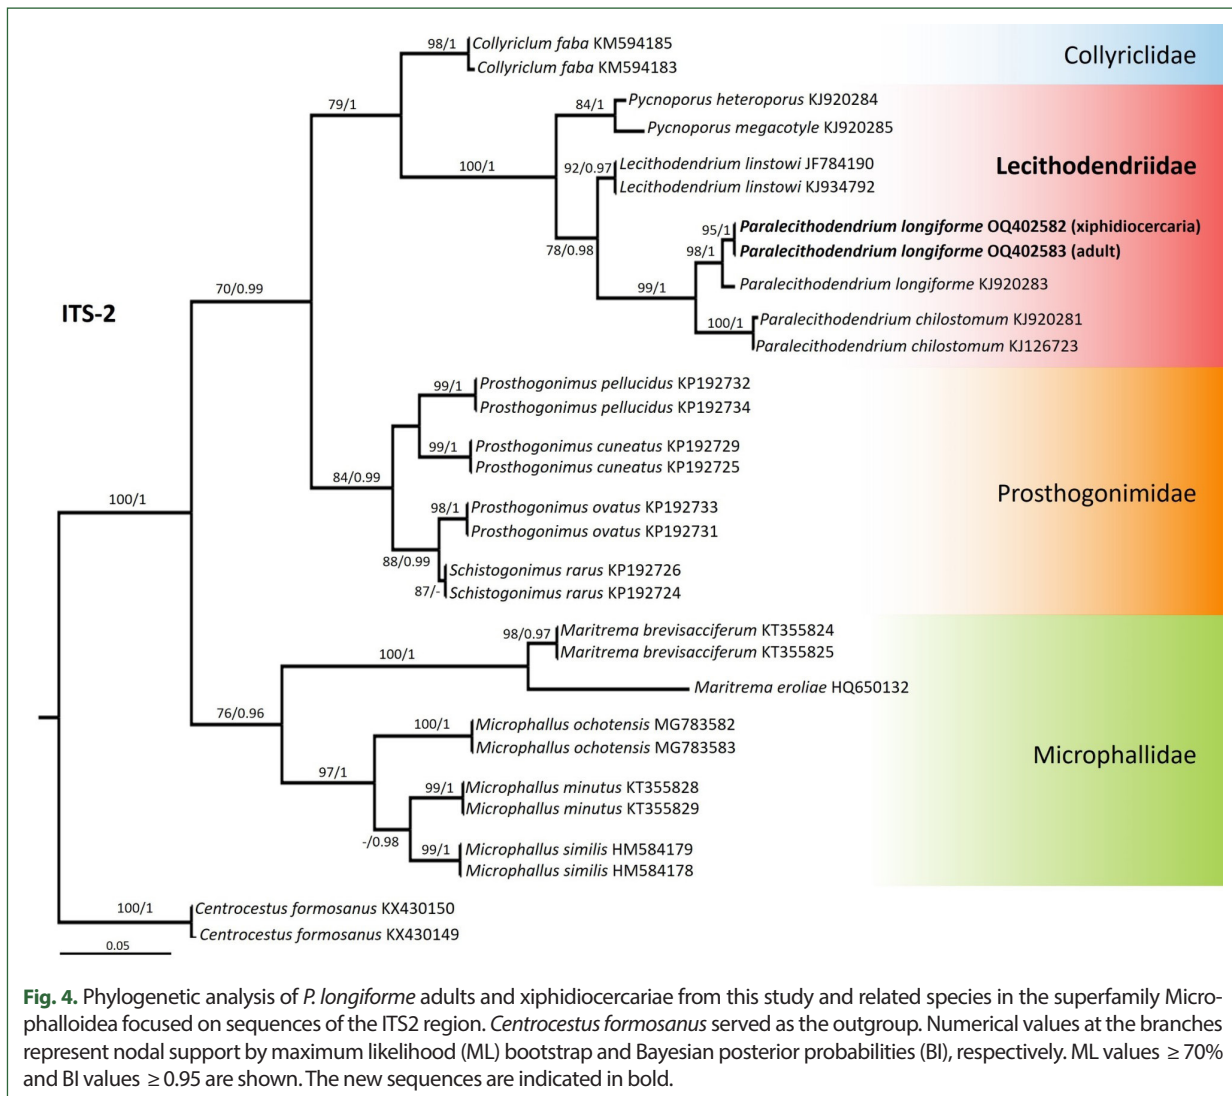 98/1
Collyriclum faba KM594185
Collyriclum faba KM594183
Collyriclidae
79/1
84/1
Pycnoporus heteroporus KJ920284
Pycnoporus megacotyle KJ920285
100/1
92/0.97
Lecithodendrium linstowi JF784190
Lecithodendrium linstowi KJ934792
Lecithodendriidae
95/1
Paralecithodendrium longiforme OQ402582 (xiphidiocercaria)
98/1
Paralecithodendrium longiforme OQ402583 (adult)
78/0.98
Paralecithodendrium longiforme KJ920283
99/1
100/1
Paralecithodendrium chilostomum KJ920281
Paralecithodendrium chilostomum KJ126723
70/0.99
ITS-2
99/1
Prosthogonimus pellucidus KP192732
Prosthogonimus pellucidus KP192734
99/1
Prosthogonimus cuneatus KP192729
Prosthogonimus cuneatus KP192725
84/0.99
Prosthogonimidae
100/1
98/1
Prosthogonimus ovatus KP192733
Prosthogonimus ovatus KP192731
88/0.99
Schistogonimus rarus KP192726
87/-
Schistogonimus rarus KP192724
98/0.97
Maritrema brevisacciferum KT355824
Maritrema brevisacciferum KT355825
100/1
Maritrema eroliae HQ650132
76/0.96
100/1
Microphallus ochotensis MG783582
Microphallus ochotensis MG783583
Microphallidae
97/1
99/1
Microphallus minutus KT355828
Microphallus minutus KT355829
-/0.98
99/1
Microphallus similis HM584179
Microphallus similis HM584178
100/1
Centrocestus formosanus KX430150
Centrocestus formosanus KX430149
0.05
Fig. 4. Phylogenetic analysis of P. longiforme adults and xiphidiocercariae from this study and related species in the superfamily Micro-
phalloidea focused on sequences of the ITS2 region. Centrocestus formosanus served as the outgroup. Numerical values at the branches
represent nodal support by maximum likelihood (ML) bootstrap and Bayesian posterior probabilities (BI), respectively. ML values ≥ 70%
and BI values ≥ 0.95 are shown. The new sequences are indicated in bold.